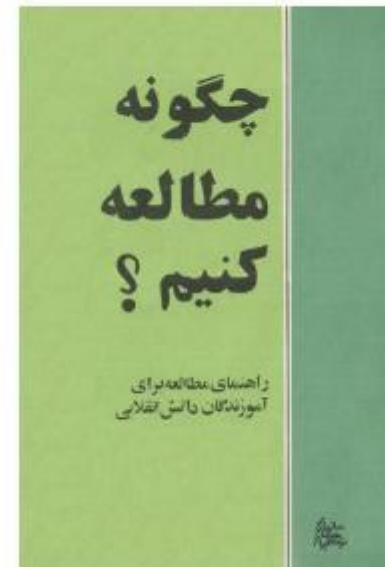 چگونه
مطالعه
کنیم ؟
راهنمای مطالعه برای
آموزندگان دانش انقلابی